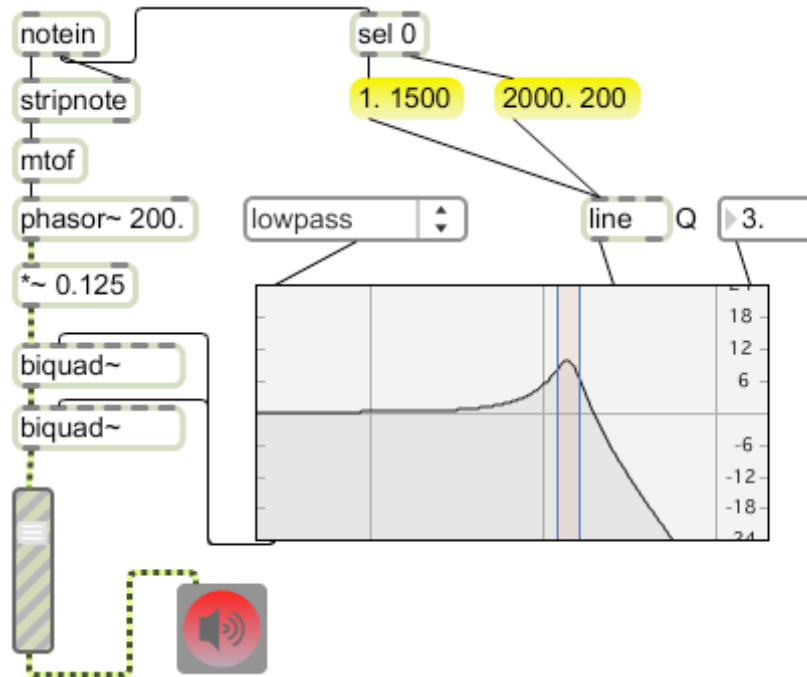 notein
sel 0
stripnote
1. 1500
2000. 200
mtof
phasor~ 200.
lowpass
line
Q
3.
*~ 0.125
18
12
6
-6
-12
-18
biquad~
biquad~